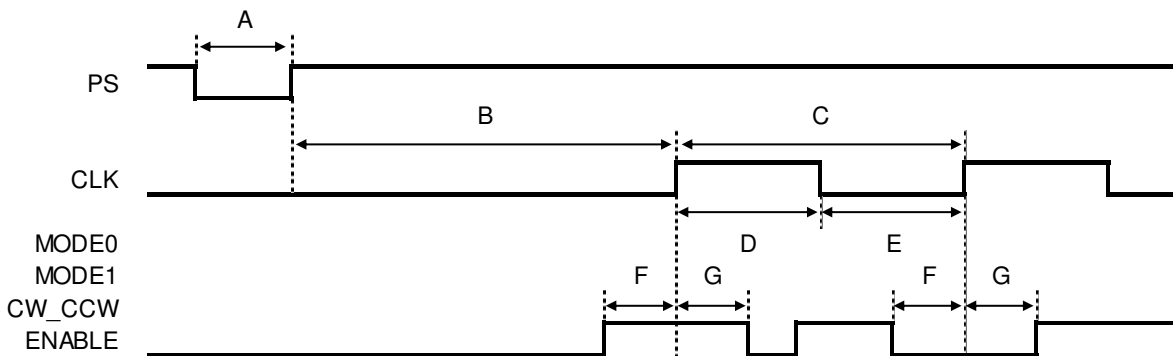 A
PS
B C
CLK
D E
MODE0
MODE1
F G F G
CW_CCW
ENABLE